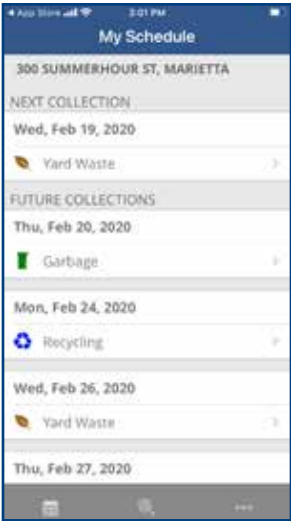 App Store 2:01 PM
My Schedule
300 SUMMERHOUR ST, MARIETTA
NEXT COLLECTION
Wed, Feb 19, 2020
Yard Waste
FUTURE COLLECTIONS
Thu, Feb 20, 2020
Garbage
Mon, Feb 24, 2020
Recycling
Wed, Feb 26, 2020
Yard Waste
Thu, Feb 27, 2020